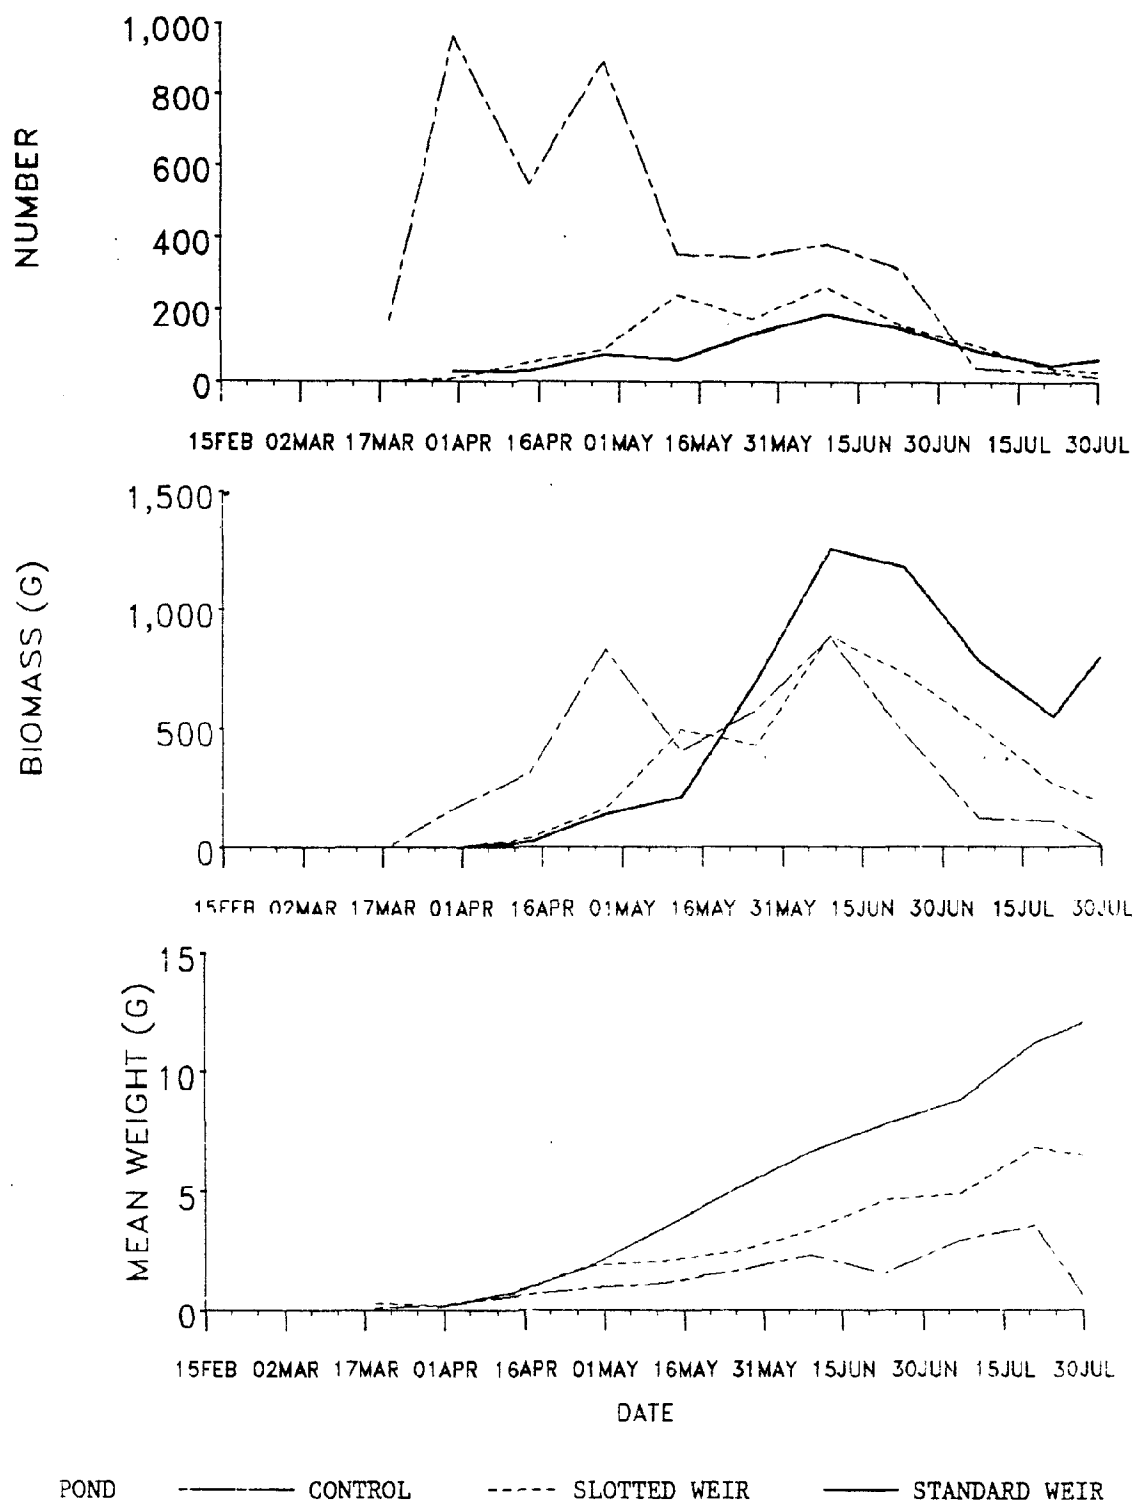 NUMBER
1,000
800
600
400
200
0
15FEB 02MAR 17MAR 01APR 16APR 01MAY 16MAY 31MAY 15JUN 30JUN 15JUL 30JUL
BIOMASS (G)
1,500
1,000
500
0
15FEB 02MAR 17MAR 01APR 16APR 01MAY 16MAY 31MAY 15JUN 30JUN 15JUL 30JUL
MEAN WEIGHT (G)
15
10
5
0
15FEB 02MAR 17MAR 01APR 16APR 01MAY 16MAY 31MAY 15JUN 30JUN 15JUL 30JUL
DATE
POND CONTROL SLOTTED WEIR STANDARD WEIR